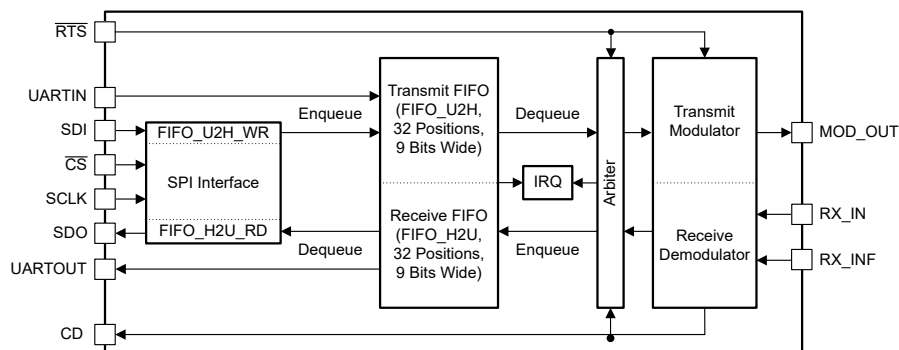 RTS
UARTIN
SDI
CS
SCLK
SDO
UARTOUT
CD
FIFO_U2H_WR
SPI Interface
FIFO_H2U_RD
Enqueue
Dequeue
Transmit FIFO
(FIFO_U2H,
32 Positions,
9 Bits Wide)
Receive FIFO
(FIFO_H2U,
32 Positions,
9 Bits Wide)
Dequeue
IRQ
Enqueue
Arbiter
Transmit
Modulator
Receive
Demodulator
MOD_OUT
RX_IN
RX_INF